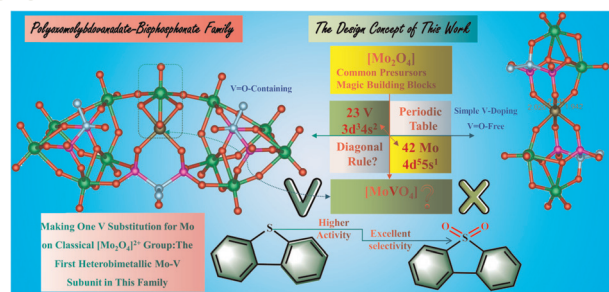 Polyoxomolybdovanadate-Bisphosphonate Family
The Design Concept of This Work
[Mo₂O₄]
Common Presursors
Magic Building Blocks
V=O-Containing
23 V
3d³4s²
Periodic
Table
Simple V-Doping
V=O-Free
Diagonal
Rule?
42 Mo
4d⁵5s¹
[MoVO₄]
V
X
Making One V Substitution for Mo
on Classical [Mo₂O₄]²⁺ Group:The
First Heterobimetallic Mo-V
Subunit in This Family
S
Higher
Activity
Excellent
selectivity
O
O
S